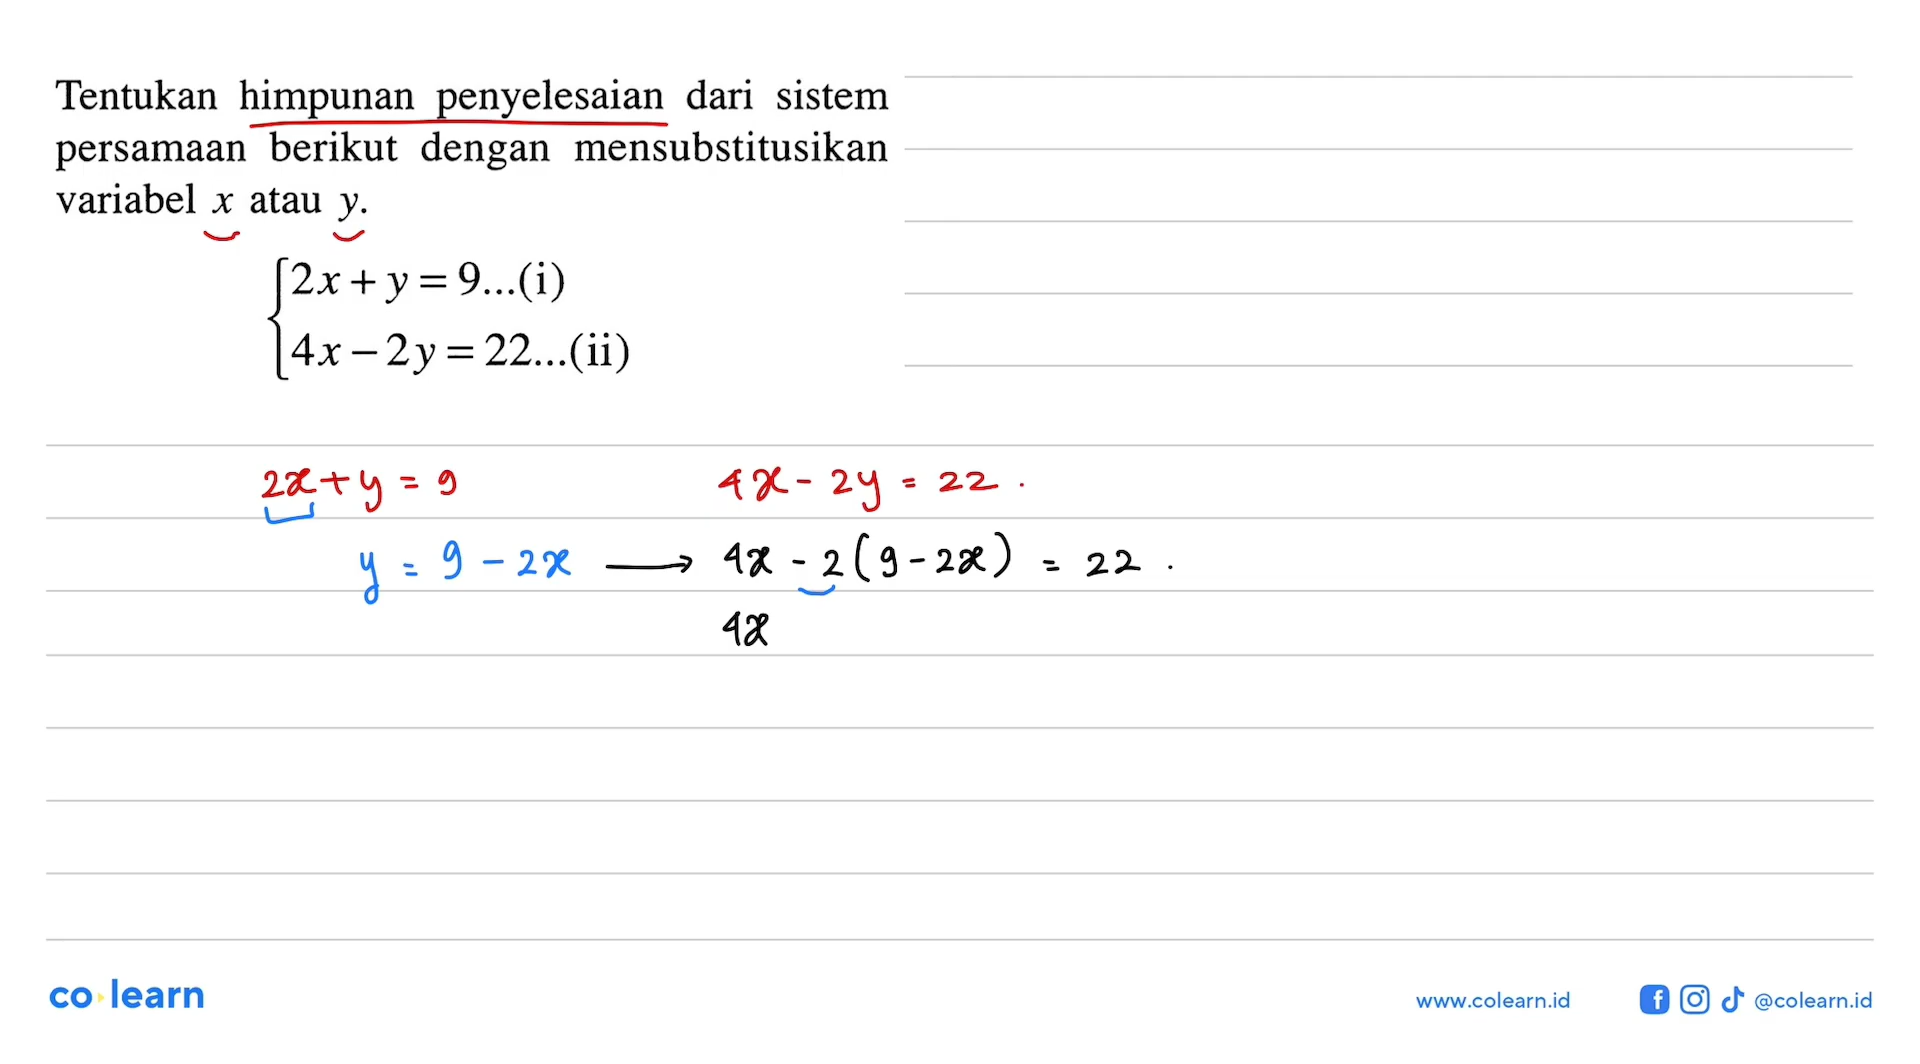 Tentukan himpunan penyelesaian dari sistem
persamaan berikut dengan mensubstitusikan
variabel x atau y.
2x + y = 9...(i)
4x − 2y = 22...(ii)
2x + y = 9
4x - 2y = 22 .
y = 9 - 2x ⟶ 4x - 2(9 - 2x) = 22 .
4x
co learn
www.colearn.id
@colearn.id